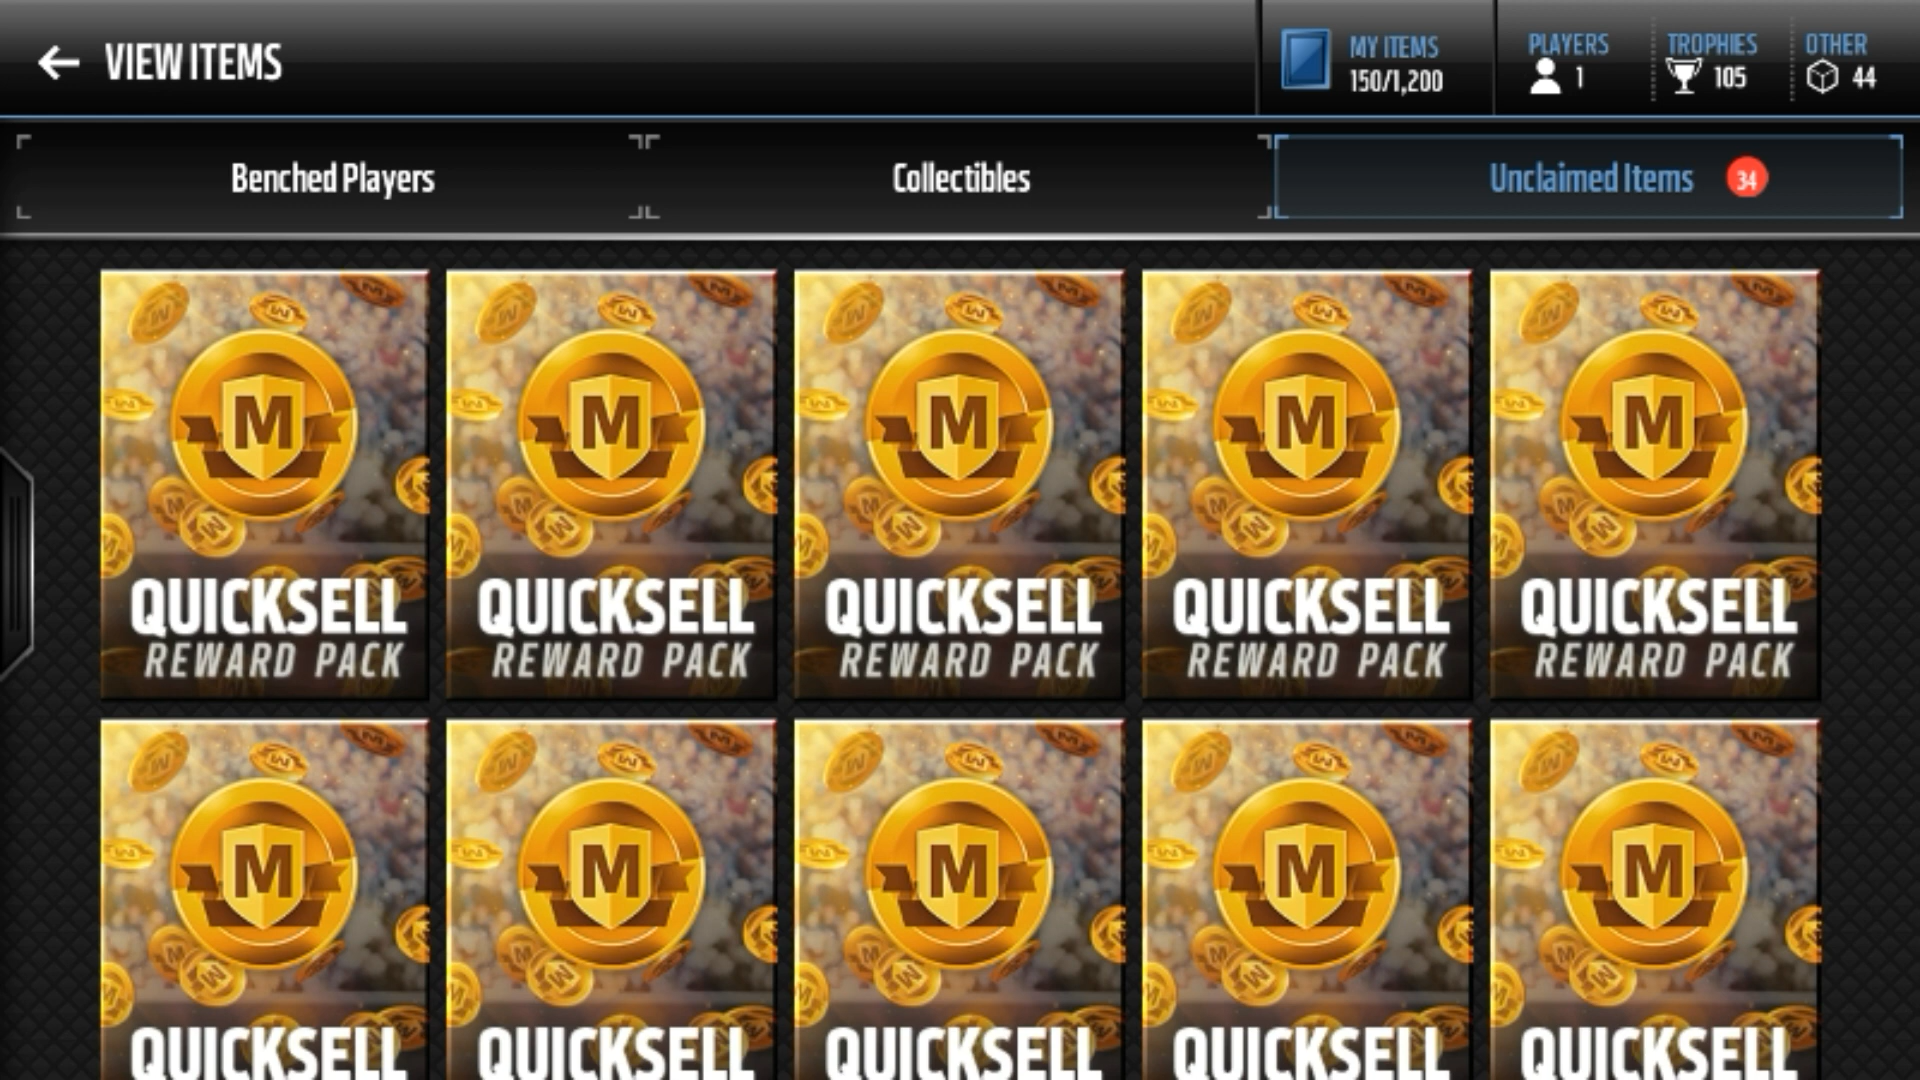 VIEW ITEMS
MY ITEMS
150/1,200
PLAYERS
1
TROPHIES
105
OTHER
44
Benched Players
Collectibles
Unclaimed Items
34
M
QUICKSELL
REWARD PACK
M
QUICKSELL
REWARD PACK
M
QUICKSELL
REWARD PACK
M
QUICKSELL
REWARD PACK
M
QUICKSELL
REWARD PACK
M
QUICKSELL
M
QUICKSELL
M
QUICKSELL
M
QUICKSELL
M
QUICKSELL